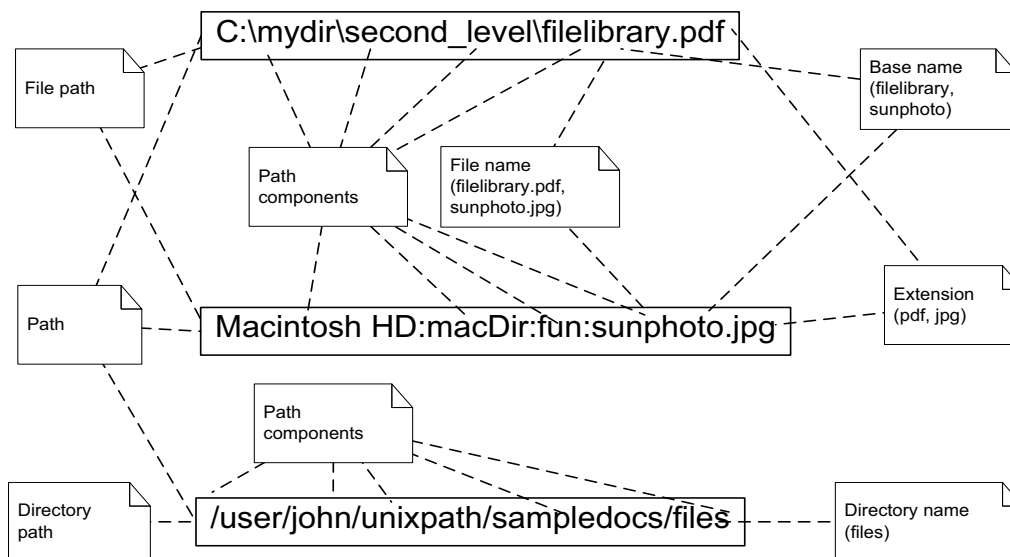 C:\mydir\second_level\filelibrary.pdf
File path
Base name
(filelibrary,
sunphoto)
Path
components
File name
(filelibrary.pdf,
sunphoto.jpg)
Path
Macintosh HD:macDir:fun:sunphoto.jpg
Extension
(pdf, jpg)
Path
components
Directory
path
/user/john/unixpath/sampledocs/files
Directory name
(files)